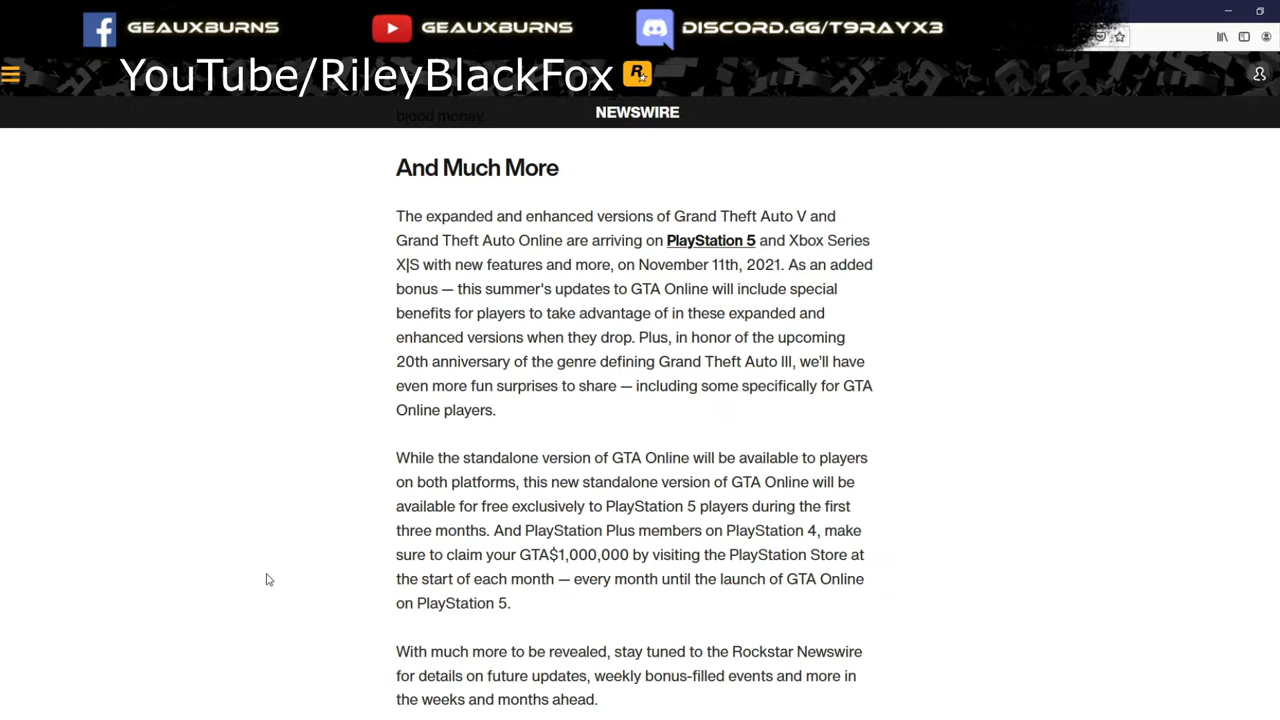 GEAUXBURNS
GEAUXBURNS
DISCORD.GG/T9RAYX3
YouTube/RileyBlackFox
NEWSWIRE
blood money.
And Much More
The expanded and enhanced versions of Grand Theft Auto V and
Grand Theft Auto Online are arriving on PlayStation 5 and Xbox Series
X|S with new features and more, on November 11th, 2021. As an added
bonus — this summer's updates to GTA Online will include special
benefits for players to take advantage of in these expanded and
enhanced versions when they drop. Plus, in honor of the upcoming
20th anniversary of the genre defining Grand Theft Auto III, we'll have
even more fun surprises to share — including some specifically for GTA
Online players.
While the standalone version of GTA Online will be available to players
on both platforms, this new standalone version of GTA Online will be
available for free exclusively to PlayStation 5 players during the first
three months. And PlayStation Plus members on PlayStation 4, make
sure to claim your GTA$1,000,000 by visiting the PlayStation Store at
the start of each month — every month until the launch of GTA Online
on PlayStation 5.
With much more to be revealed, stay tuned to the Rockstar Newswire
for details on future updates, weekly bonus-filled events and more in
the weeks and months ahead.